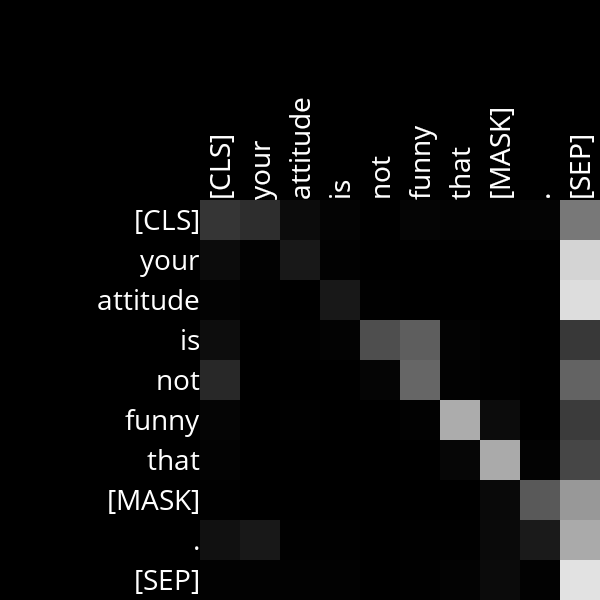 [CLS] your attitude is not funny that [MASK] . [SEP]
[CLS]
your
attitude
is
not
funny
that
[MASK]
.
[SEP]